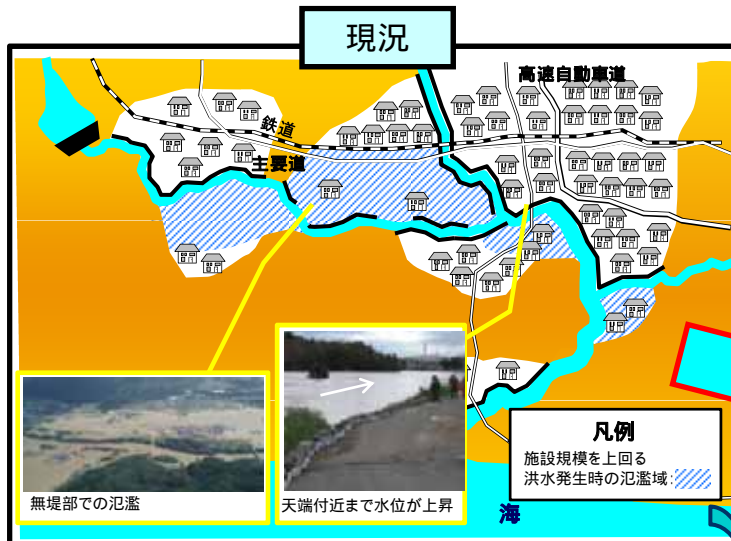 現況
高速自動車道
鉄道
主要道
無堤部での氾濫
天端付近まで水位が上昇
凡例
施設規模を上回る
洪水発生時の氾濫域:
海